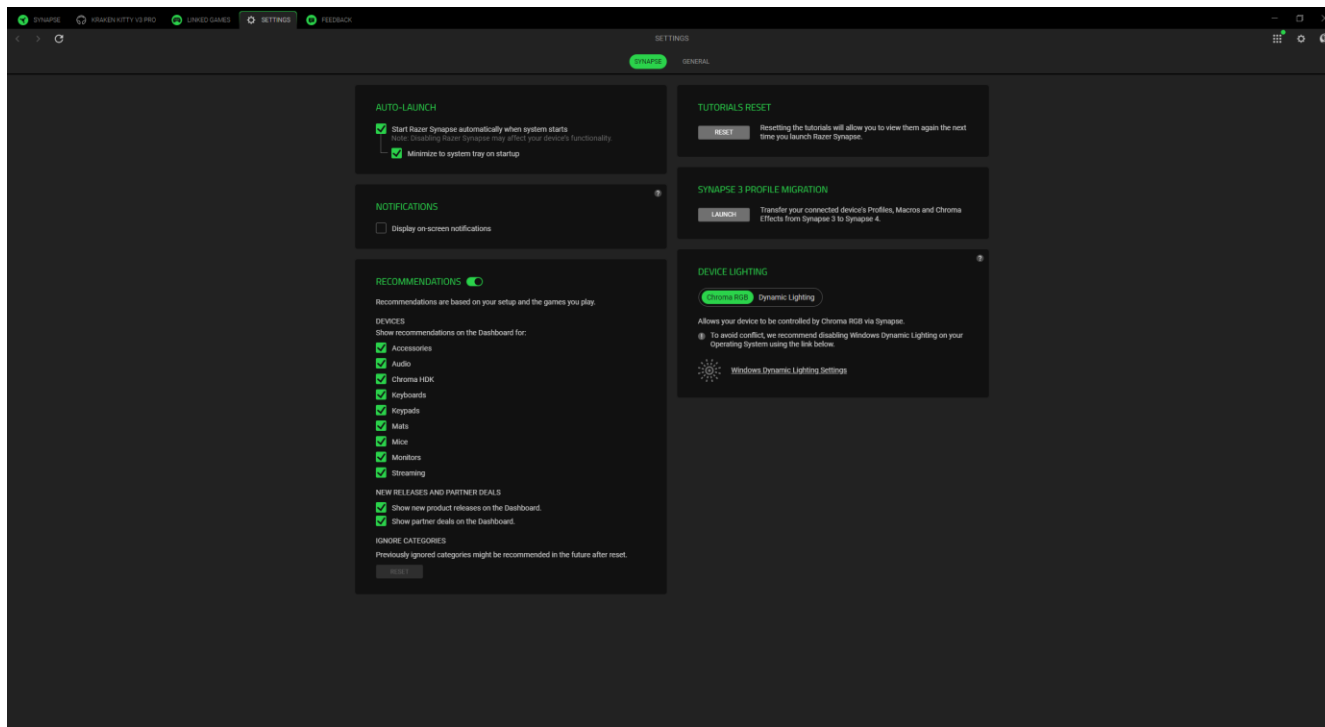 SYNAPSE
KRAKEN KITTY V3 PRO
LINKED GAMES
SETTINGS
FEEDBACK
SETTINGS
SYNAPSE
GENERAL
AUTO-LAUNCH
Start Razer Synapse automatically when system starts
Note: Disabling Razer Synapse may affect your device's functionality.
Minimize to system tray on startup
NOTIFICATIONS
Display on-screen notifications
RECOMMENDATIONS
Recommendations are based on your setup and the games you play.
DEVICES
Show recommendations on the Dashboard for:
Accessories
Audio
Chroma HDK
Keyboards
Keypads
Mats
Mice
Monitors
Streaming
NEW RELEASES AND PARTNER DEALS
Show new product releases on the Dashboard.
Show partner deals on the Dashboard.
IGNORE CATEGORIES
Previously ignored categories might be recommended in the future after reset.
RESET
TUTORIALS RESET
RESET
Resetting the tutorials will allow you to view them again the next
time you launch Razer Synapse.
SYNAPSE 3 PROFILE MIGRATION
LAUNCH
Transfer your connected device's Profiles, Macros and Chroma
Effects from Synapse 3 to Synapse 4.
DEVICE LIGHTING
Chroma RGB
Dynamic Lighting
Allows your device to be controlled by Chroma RGB via Synapse.
To avoid conflict, we recommend disabling Windows Dynamic Lighting on your
Operating System using the link below.
Windows Dynamic Lighting Settings